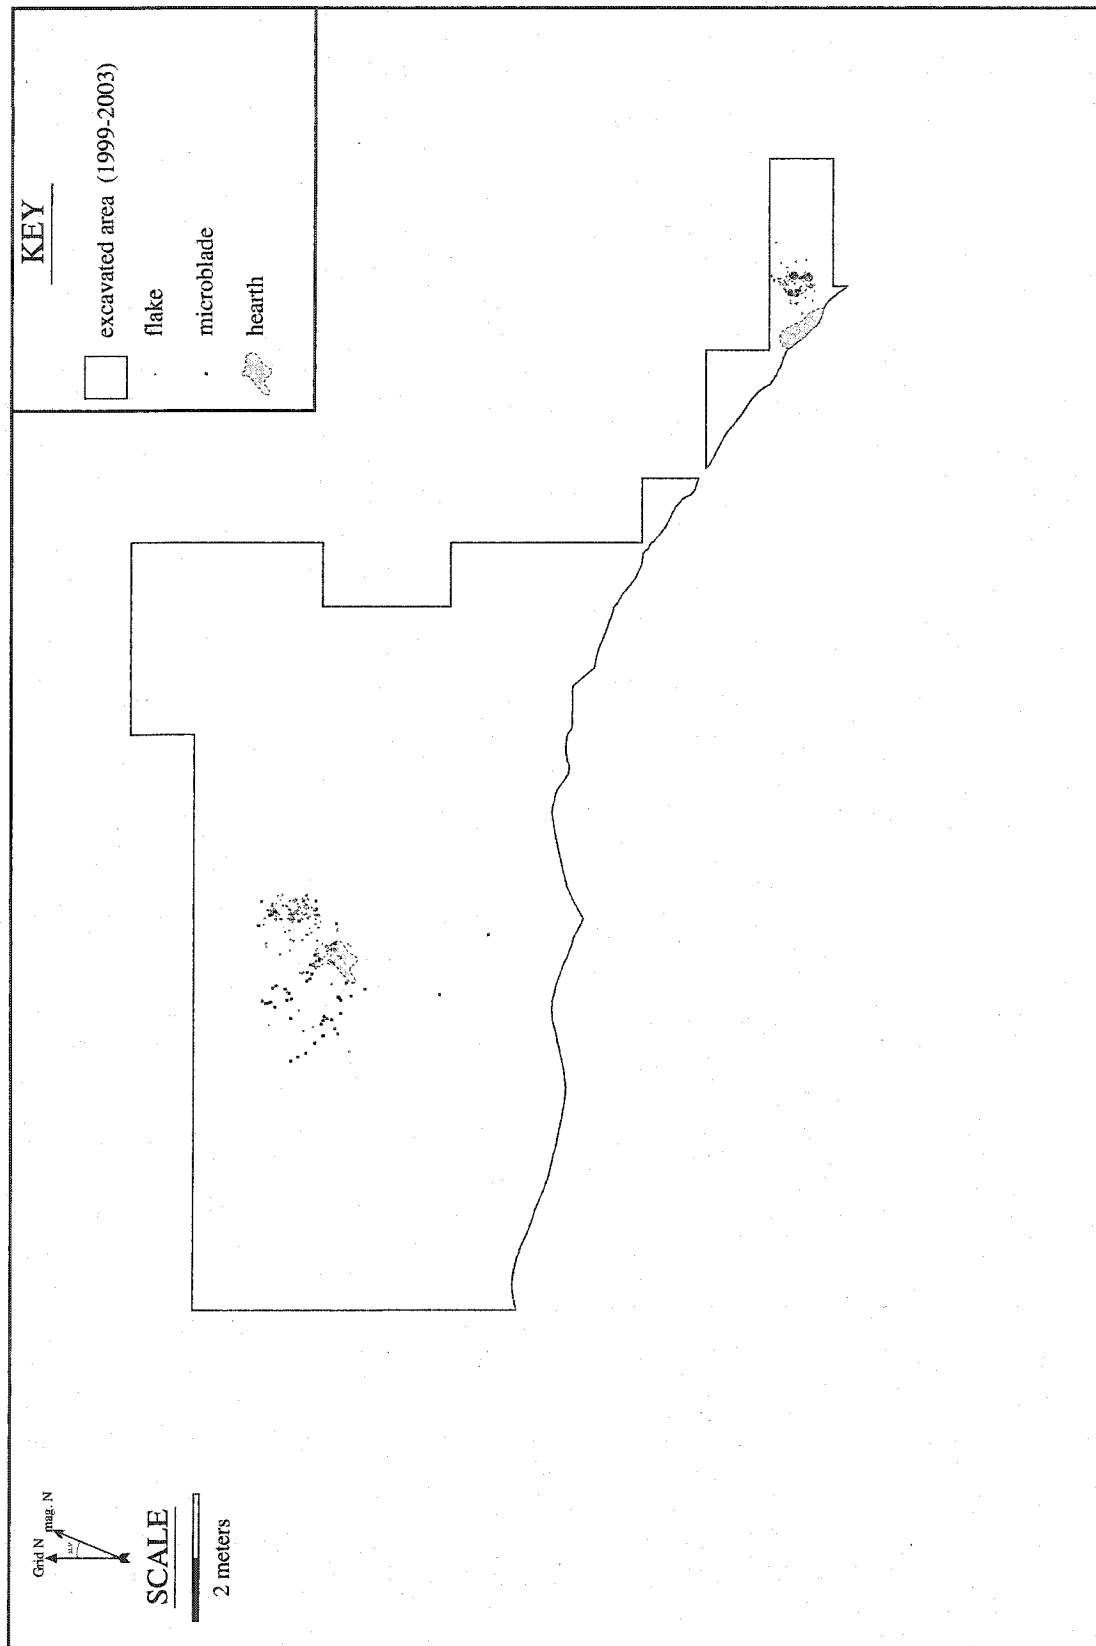 KEY
excavated area (1999-2003)
flake
microblade
hearth
Grid N
mag. N
SCALE
2 meters